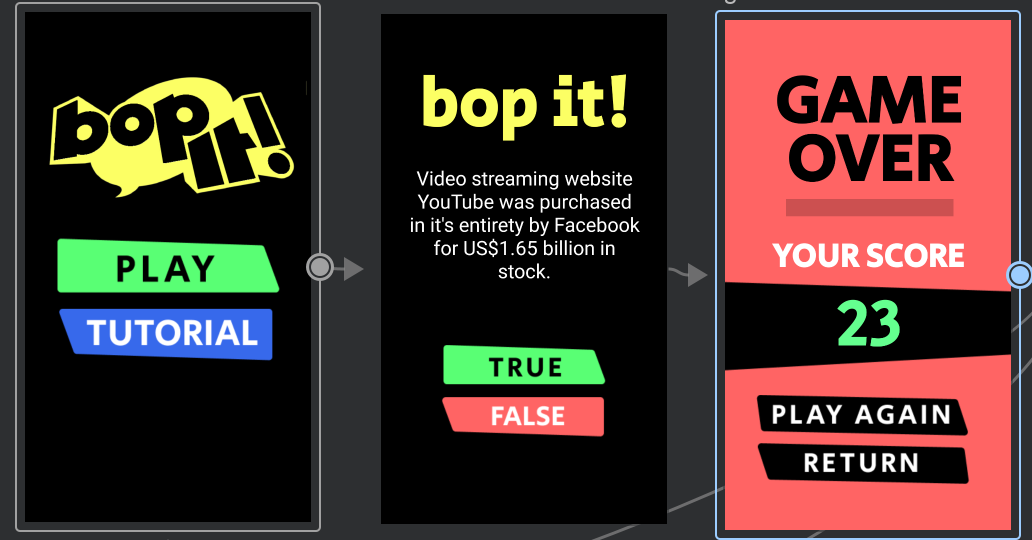 bop
it!
PLAY
TUTORIAL
bop it!
Video streaming website
YouTube was purchased
in it's entirety by Facebook
for US$1.65 billion in
stock.
TRUE
FALSE
GAME
OVER
YOUR SCORE
23
PLAY AGAIN
RETURN